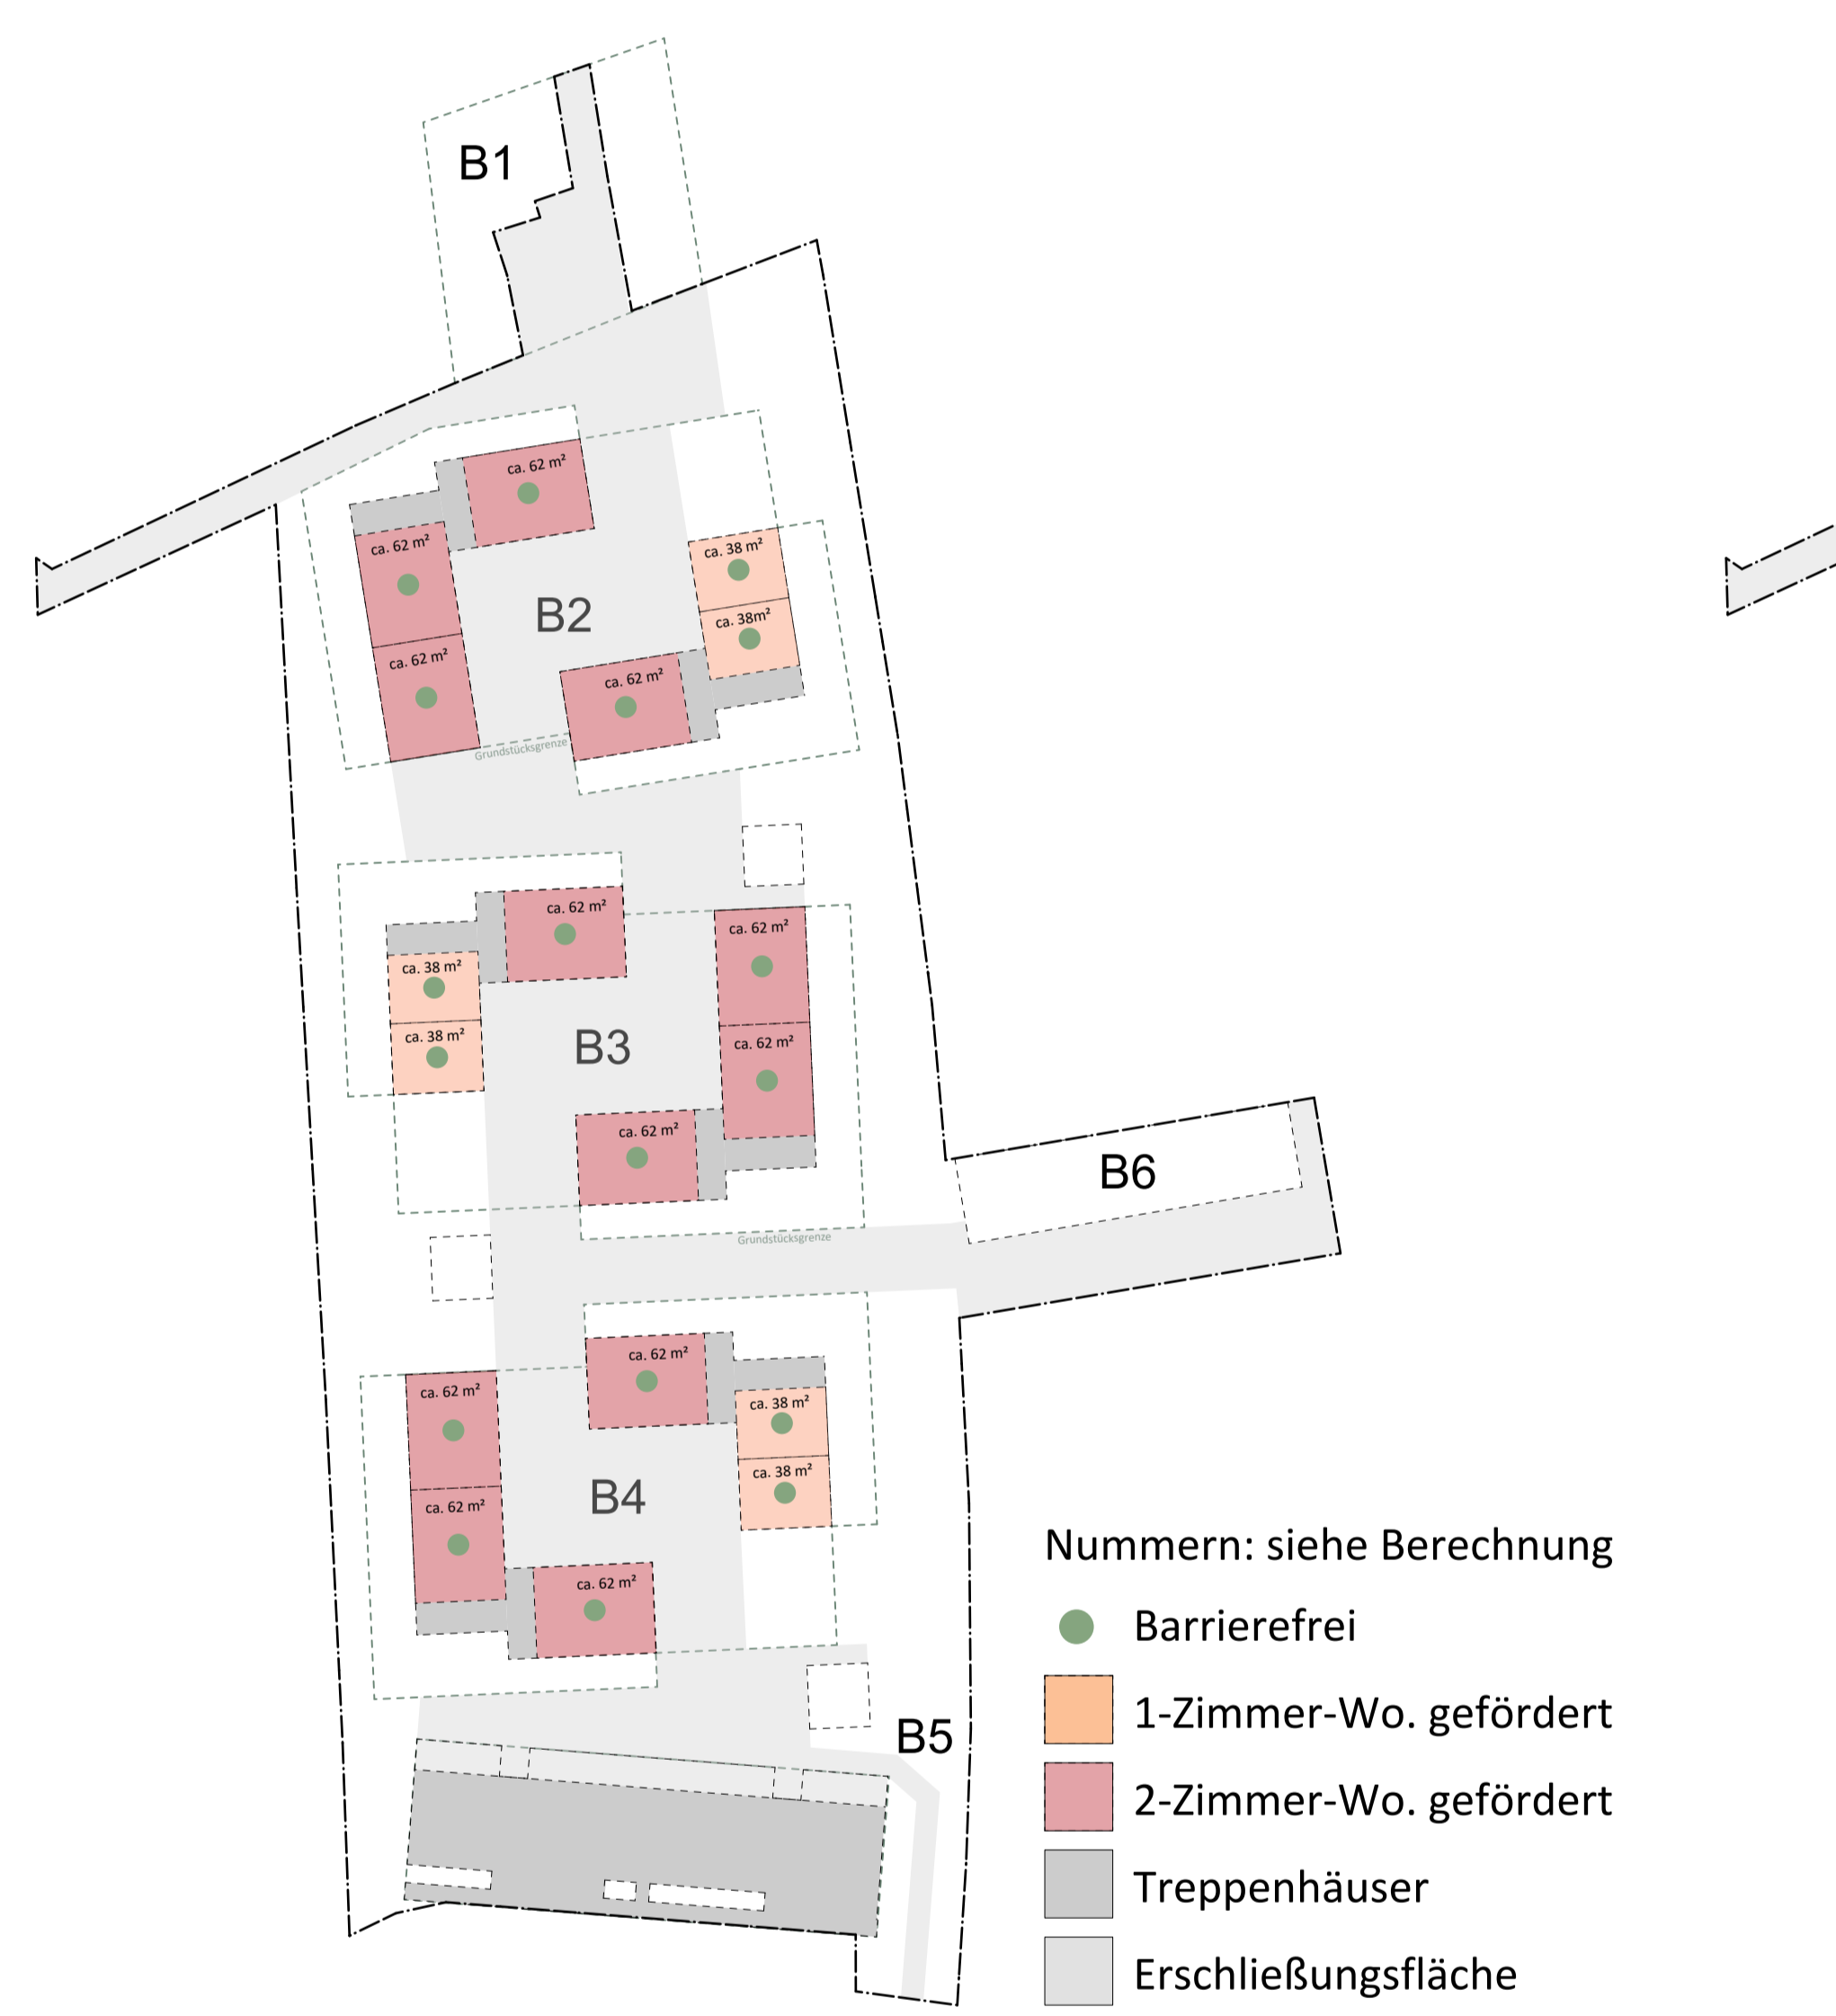 B1
ca. 62 m²
ca. 62 m²
ca. 38 m²
B2
ca. 38m²
ca. 62 m²
ca. 62 m²
Grundstücksgrenze
ca. 62 m²
ca. 62 m²
ca. 38 m²
ca. 38 m²
B3
ca. 62 m²
ca. 62 m²
B6
Grundstücksgrenze
ca. 62 m²
ca. 62 m²
ca. 38 m²
ca. 38 m²
B4
ca. 62 m²
ca. 62 m²
B5
Nummern: siehe Berechnung
Barrierefrei
1-Zimmer-Wo. gefördert
2-Zimmer-Wo. gefördert
Treppenhäuser
Erschließungsfläche